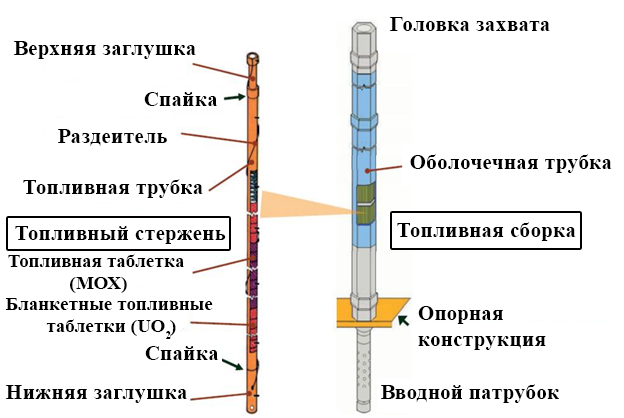 Верхняя заглушка
Спайка
Раздеитель
Топливная трубка
Топливный стержень
Топливная таблетка
(MOX)
Бланкетные топливные
таблетки (UO₂)
Спайка
Нижняя заглушка
Головка захвата
Оболочечная трубка
Топливная сборка
Опорная
конструкция
Вводной патрубок